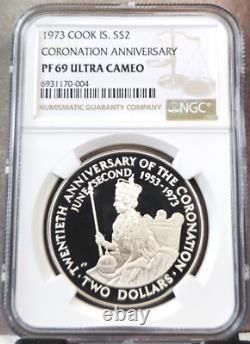 1973 COOK IS. S$2
CORONATION ANNIVERSARY
PF 69 ULTRA CAMEO
6931170-004
NUMISMATIC GUARANTY COMPANY
NGC
TWENTIETH ANNIVERSARY OF THE CORONATION
JUNE SECOND 1953-1973
TWO DOLLARS